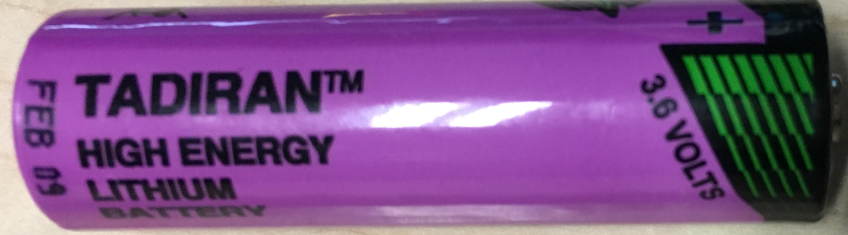 FEB 09
TADIRAN™
HIGH ENERGY
LITHIUM
BATTERY
+
3.6 VOLTS